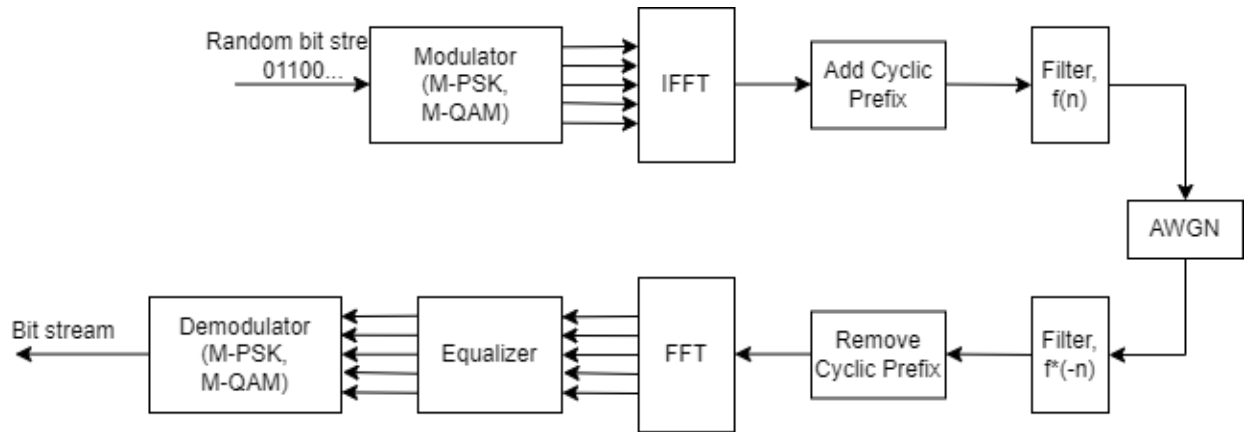 Random bit stre
01100...
Modulator
(M-PSK,
M-QAM)
IFFT
Add Cyclic
Prefix
Filter,
f(n)
AWGN
Bit stream
Demodulator
(M-PSK,
M-QAM)
Equalizer
FFT
Remove
Cyclic Prefix
Filter,
f*(-n)